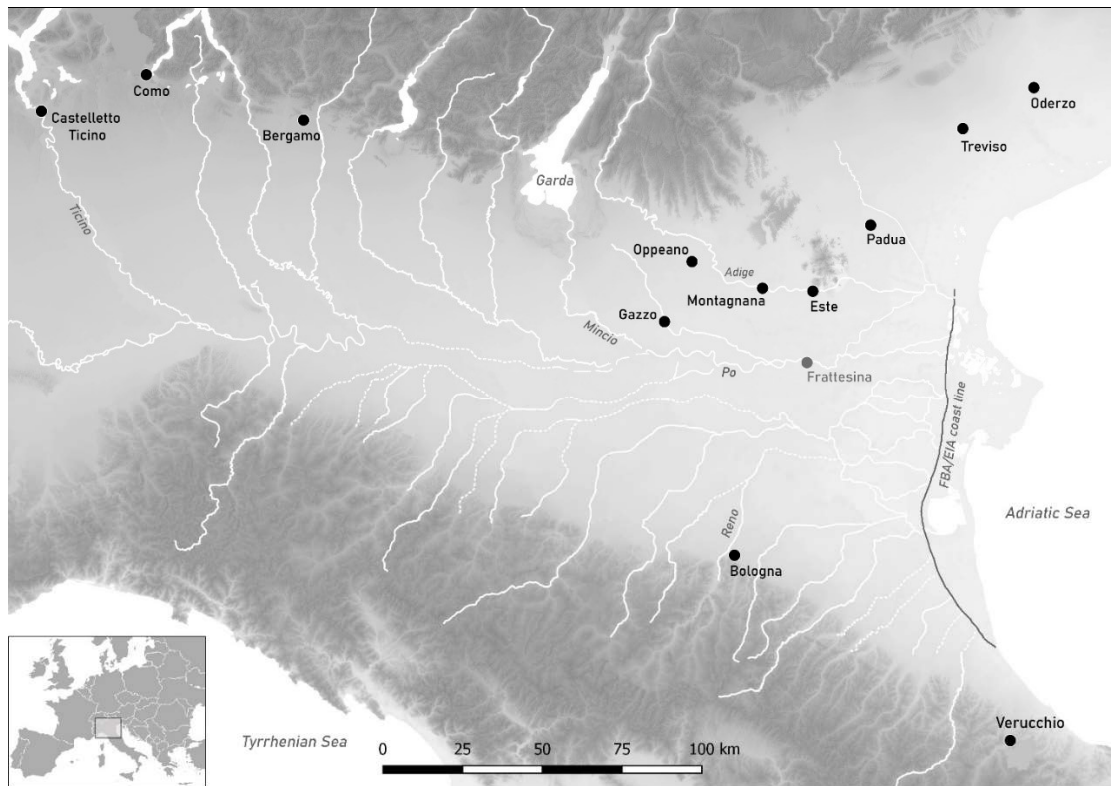 Como
Castelletto
Ticino
Bergamo
Oderzo
Treviso
Garda
Ticino
Padua
Oppeano
Adige
Montagnana
Este
Gazzo
Mincio
Po
Frattesina
FBA/EIA coast line
Adriatic Sea
Reno
Bologna
Verucchio
Tyrrhenian Sea
0 25 50 75 100 km